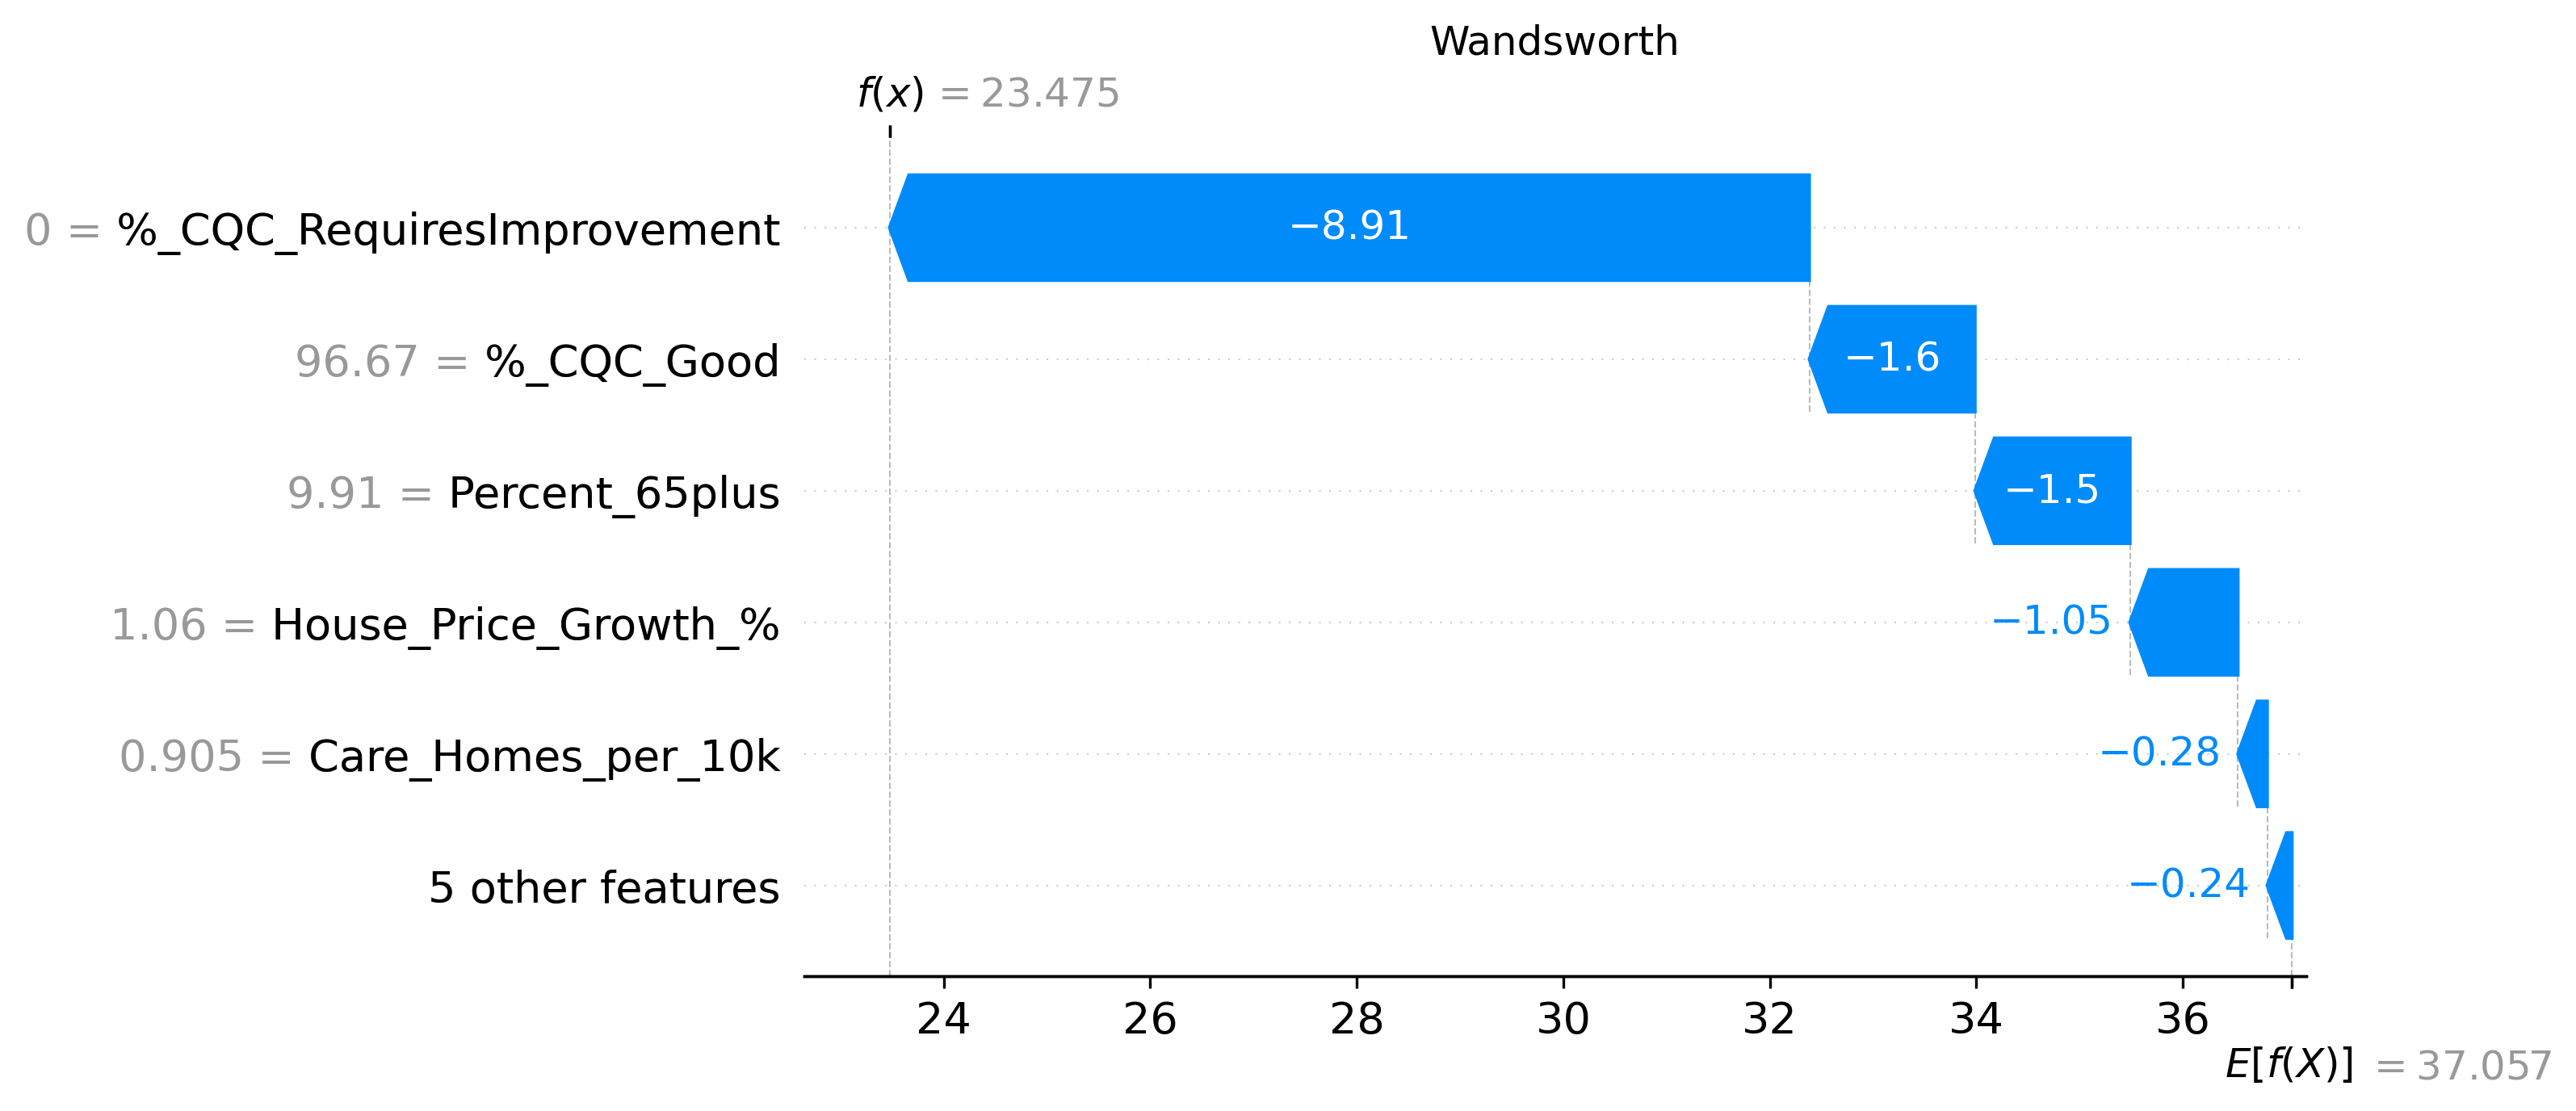 Wandsworth
f(x) = 23.475
0 = %_CQC_RequiresImprovement
−8.91
96.67 = %_CQC_Good
−1.6
9.91 = Percent_65plus
−1.5
1.06 = House_Price_Growth_%
−1.05
0.905 = Care_Homes_per_10k
−0.28
5 other features
−0.24
24 26 28 30 32 34 36
E[f(X)] = 37.057